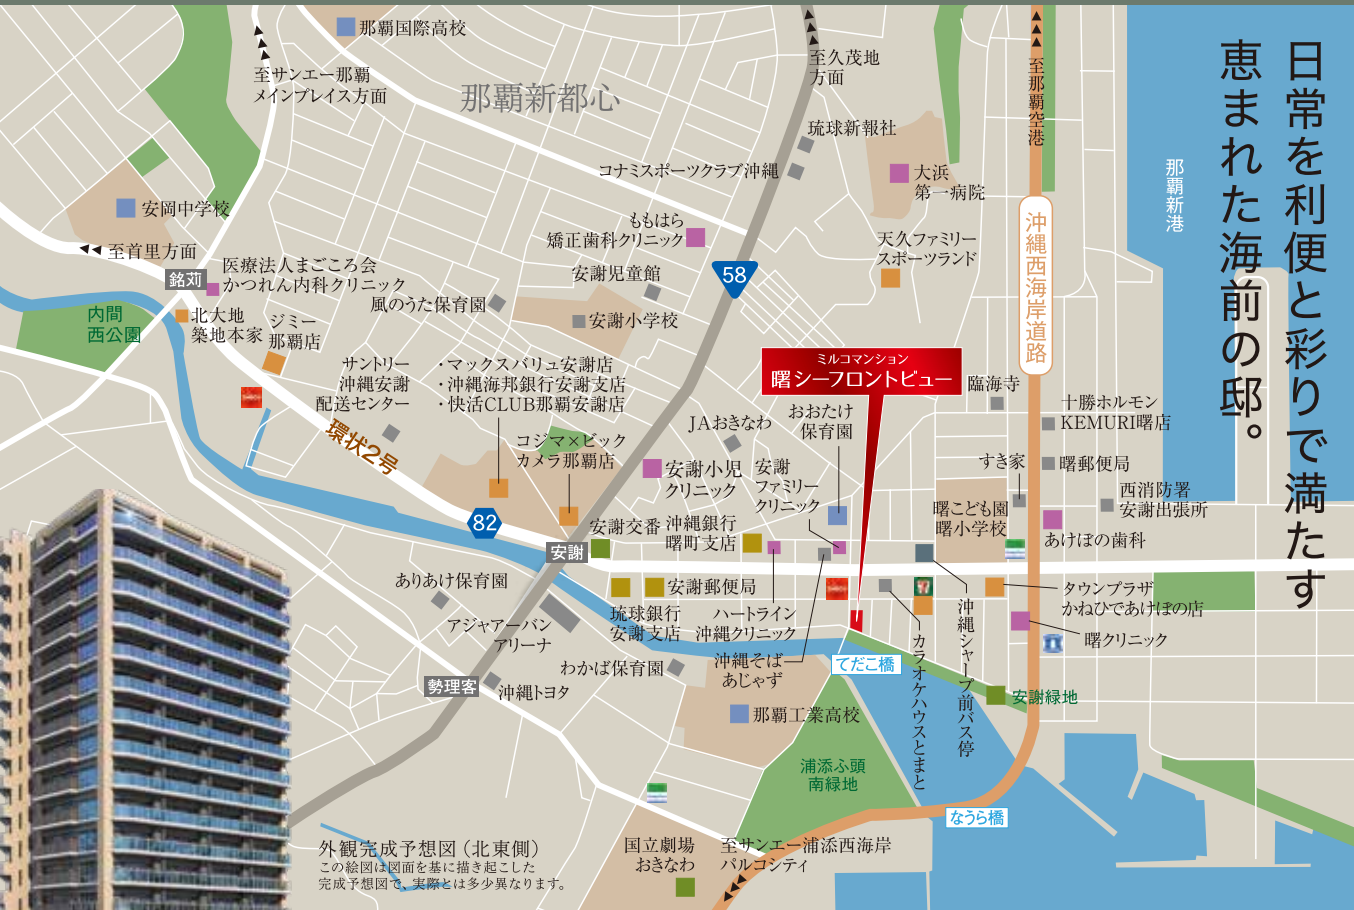 日常を利便と彩りで満たす
恵まれた海前の邸。
那覇国際高校
至サンエー那覇
メインプレイス方面
那覇新都心
至久茂地
方面
琉球新報社
コナミスポーツクラブ沖縄
大浜
第一病院
至那覇空港
那覇新港
沖縄西海岸道路
安岡中学校
至首里方面
銘苅
医療法人まごころ会
かつれん内科クリニック
ももはら
矯正歯科クリニック
天久ファミリー
スポーツランド
安謝児童館
58
風のうた保育園
安謝小学校
内間
西公園
北大地
築地本家
ジミー
那覇店
サントリー
沖縄安謝
配送センター
・マックスバリュ安謝店
・沖縄海邦銀行安謝支店
・快活CLUB那覇安謝店
ミルコマンション
曙 シーフロントビュー
臨海寺
十勝ホルモン
KEMURI曙店
環状2号
コジマ×ビック
カメラ那覇店
JAおきなわ
おおたけ
保育園
安謝小児
クリニック
安謝
ファミリー
クリニック
すき家
曙郵便局
西消防署
安謝出張所
曙こども園
曙小学校
あけぼの歯科
82
安謝
安謝交番
沖縄銀行
曙町支店
ありあけ保育園
安謝郵便局
琉球銀行
安謝支店
ハートライン
沖縄クリニック
タウンプラザ
かねひであけぼの店
曙クリニック
アジャアーバン
アリーナ
わかば保育園
沖縄そば
あじゃず
てだこ橋
カラオケハウスとまと
沖縄シャープ前バス停
安謝緑地
勢理客
沖縄トヨタ
那覇工業高校
浦添ふ頭
南緑地
なうら橋
国立劇場
おきなわ
至サンエー浦添西海岸
パルコシティ
外観完成予想図（北東側）
この絵図は図面を基に描き起こした
完成予想図で、実際とは多少異なります。